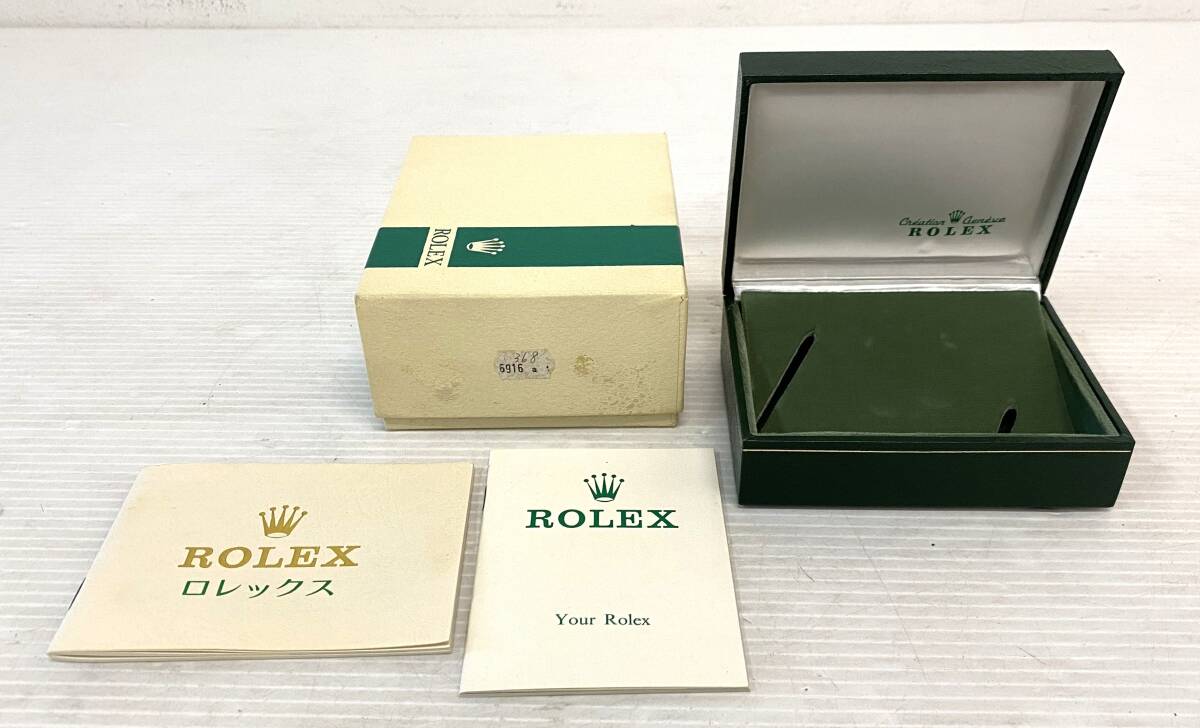 ROLEX
368
6916 a
Création Genève
ROLEX
ROLEX
ロレックス
ROLEX
Your Rolex